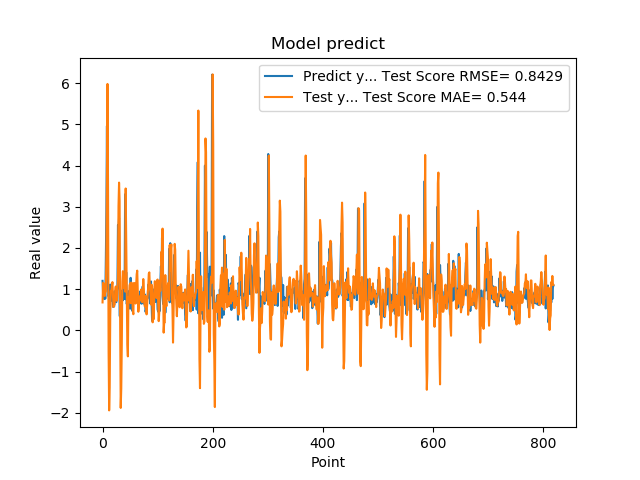 Model predict
Predict y... Test Score RMSE= 0.8429
Test y... Test Score MAE= 0.544
Real value
6
5
4
3
2
1
0
−1
−2
0 200 400 600 800
Point